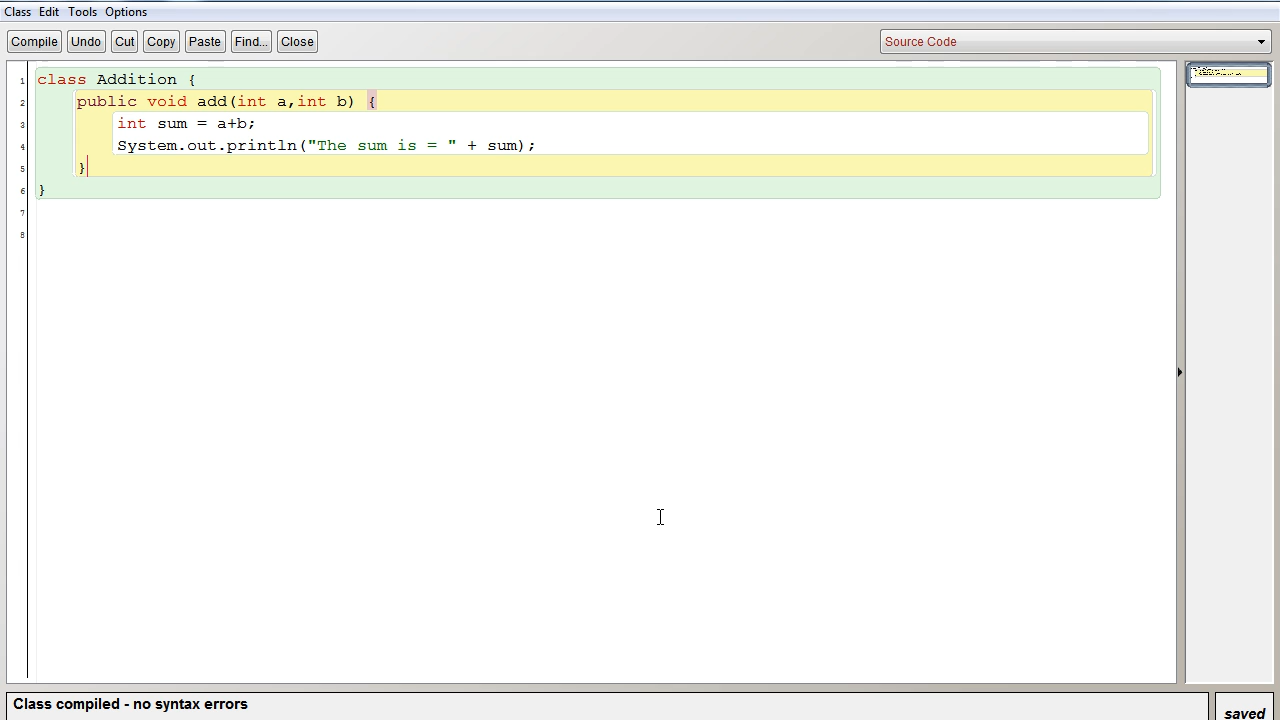 Class Edit Tools Options
Compile Undo Cut Copy Paste Find... Close Source Code
1 class Addition {
2 public void add(int a,int b) {
3 int sum = a+b;
4 System.out.println("The sum is = " + sum);
5 }
6 }
7
8
Class compiled - no syntax errors
saved